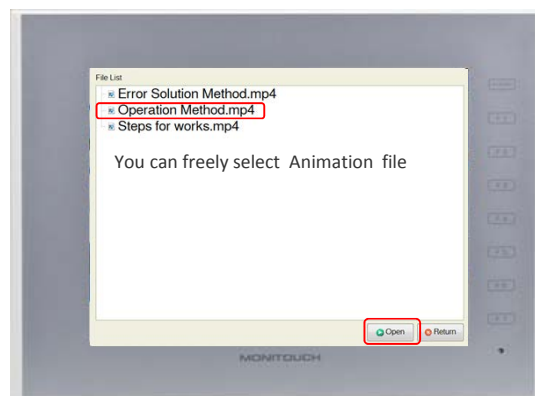 File List
Error Solution Method.mp4
Operation Method.mp4
Steps for works.mp4
You can freely select Animation file
Open
Return
MONITOUCH